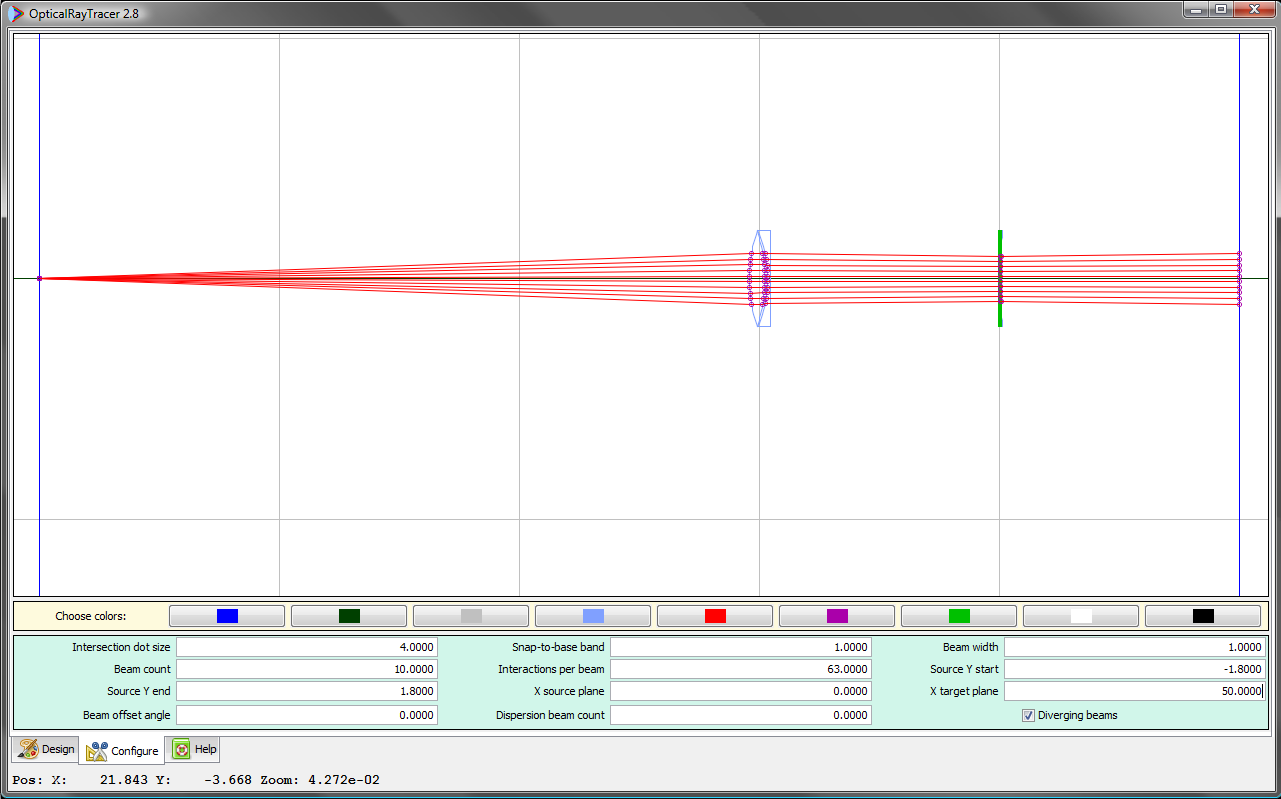 OpticalRayTracer 2.8
Choose colors:
Intersection dot size 4.0000 Snap-to-base band 1.0000 Beam width 1.0000
Beam count 10.0000 Interactions per beam 63.0000 Source Y start -1.8000
Source Y end 1.8000 X source plane 0.0000 X target plane 50.0000
Beam offset angle 0.0000 Dispersion beam count 0.0000 Diverging beams
Design Configure Help
Pos: X: 21.843 Y: -3.668 Zoom: 4.272e-02